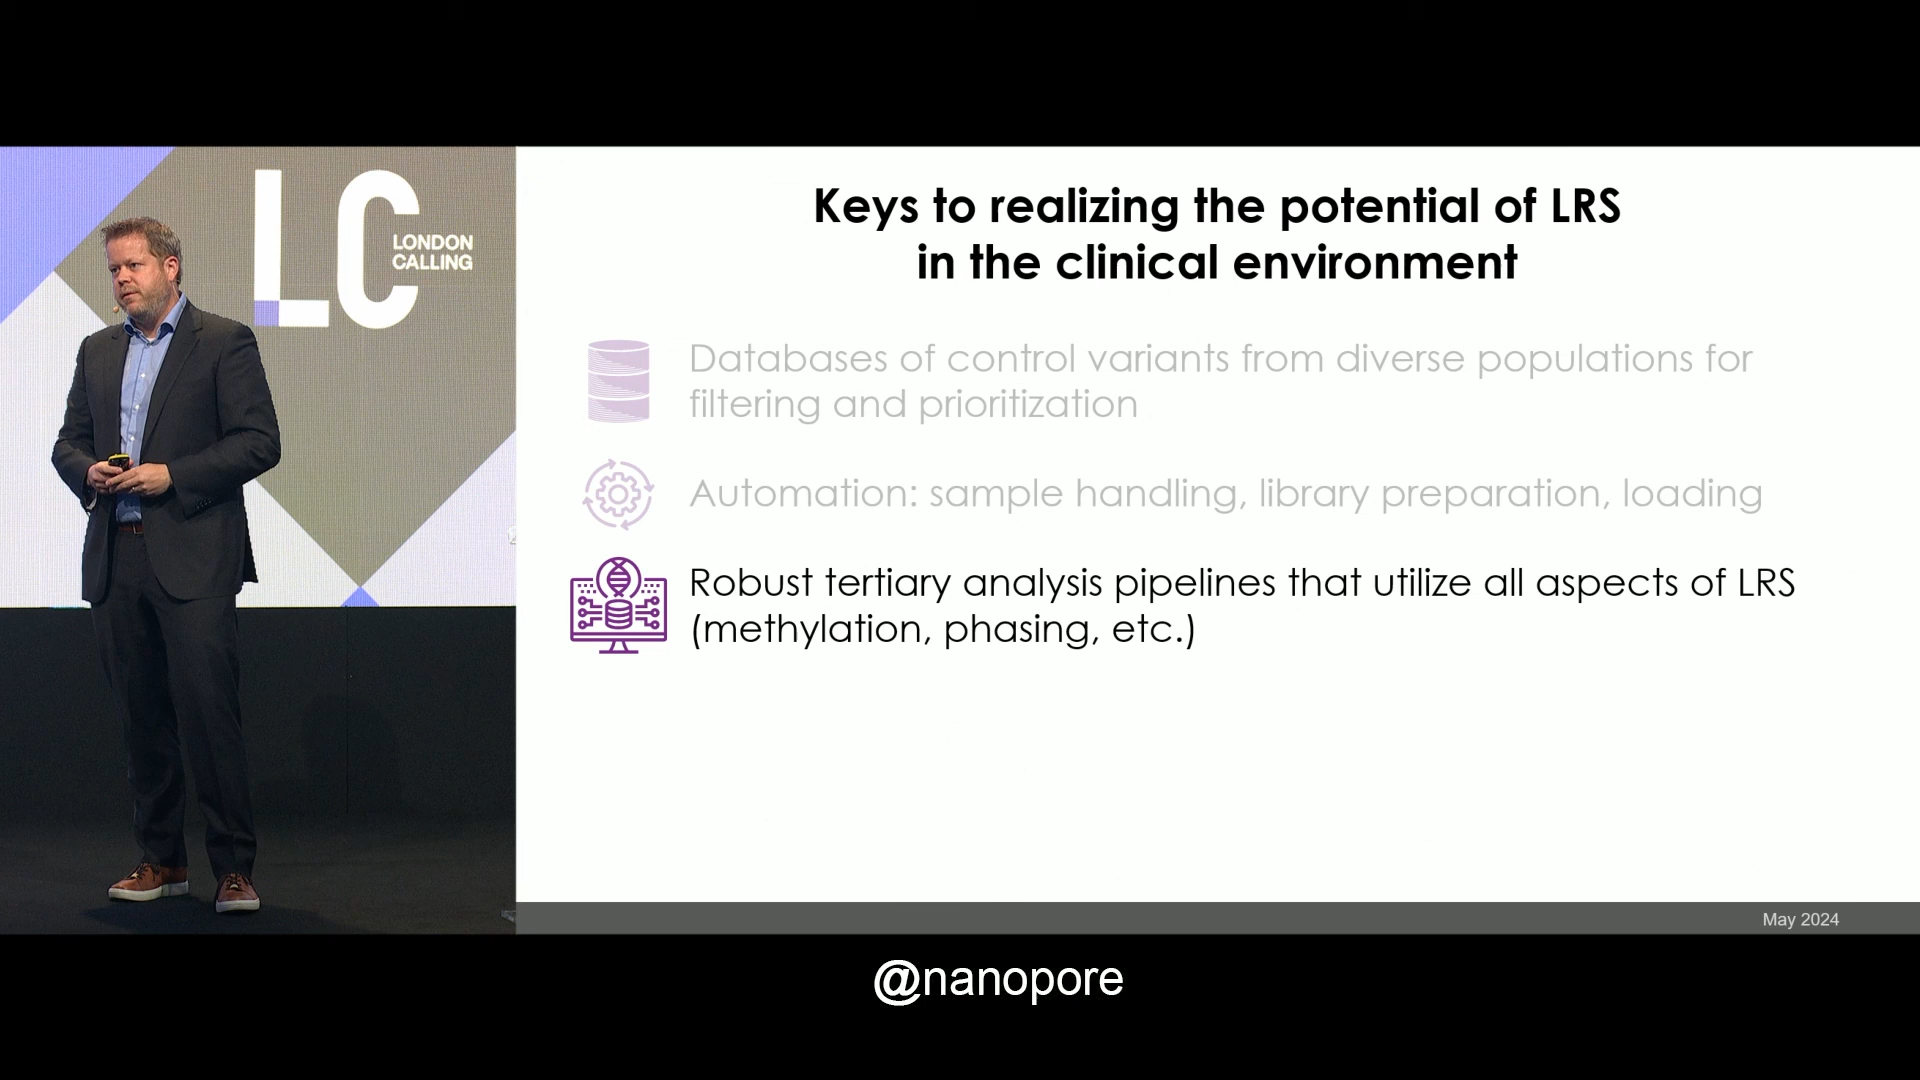 LC
LONDON
CALLING
Keys to realizing the potential of LRS
in the clinical environment
Databases of control variants from diverse populations for
filtering and prioritization
Automation: sample handling, library preparation, loading
Robust tertiary analysis pipelines that utilize all aspects of LRS
(methylation, phasing, etc.)
May 2024
@nanopore